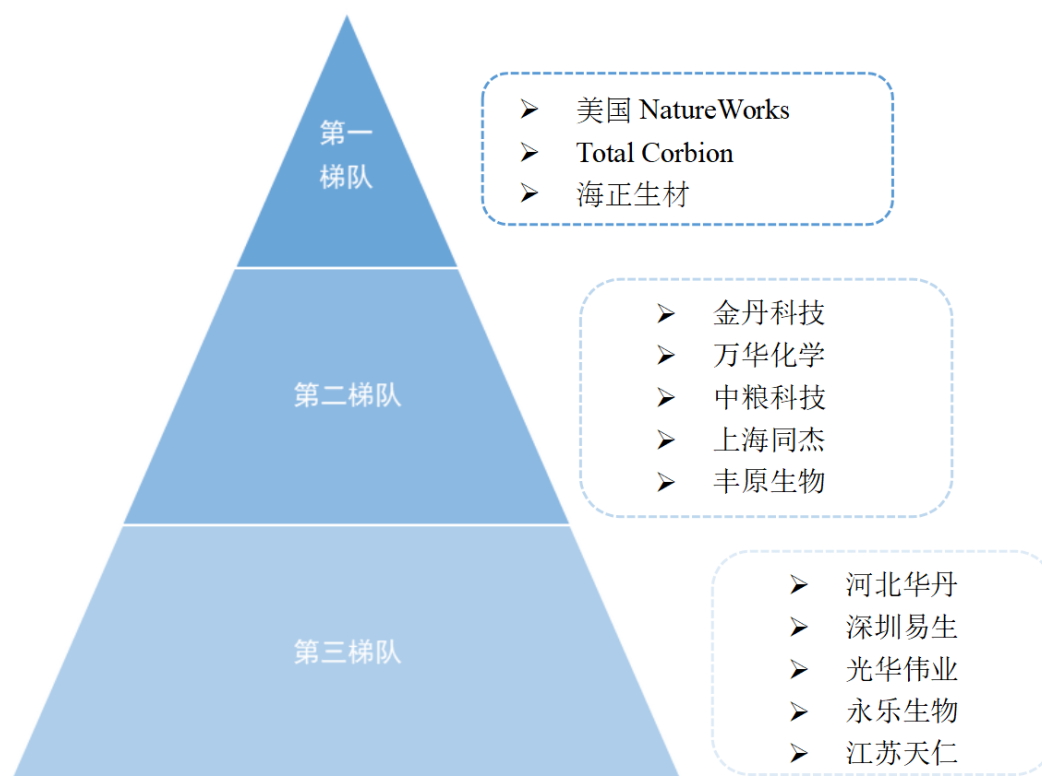 第一
梯队
➢ 美国 NatureWorks
➢ Total Corbion
➢ 海正生材
第二梯队
➢ 金丹科技
➢ 万华化学
➢ 中粮科技
➢ 上海同杰
➢ 丰原生物
第三梯队
➢ 河北华丹
➢ 深圳易生
➢ 光华伟业
➢ 永乐生物
➢ 江苏天仁